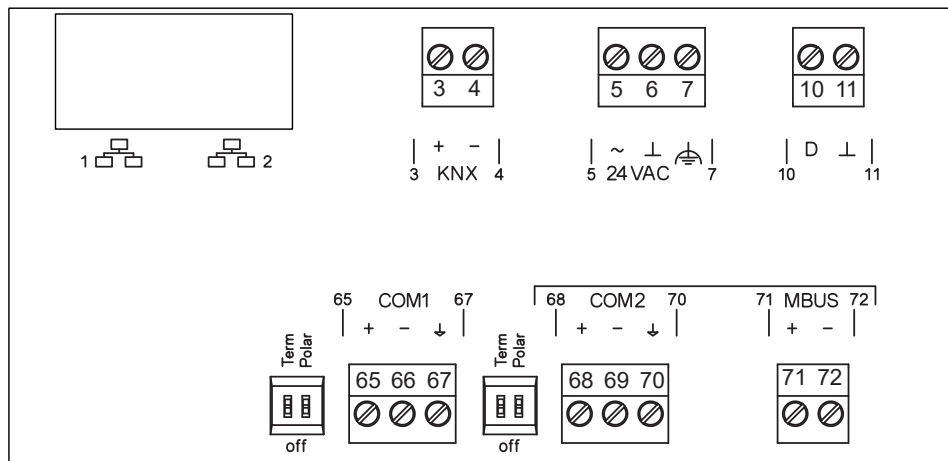 3 4
5 6 7
10 11
1
2
+ −
3 KNX 4
~ ⊥
5 24VAC 7
D ⊥
10 11
65 COM1 67
+ −
68 COM2 70
+ −
71 MBUS 72
+ −
Term
Polar
65 66 67
off
Term
Polar
68 69 70
off
71 72